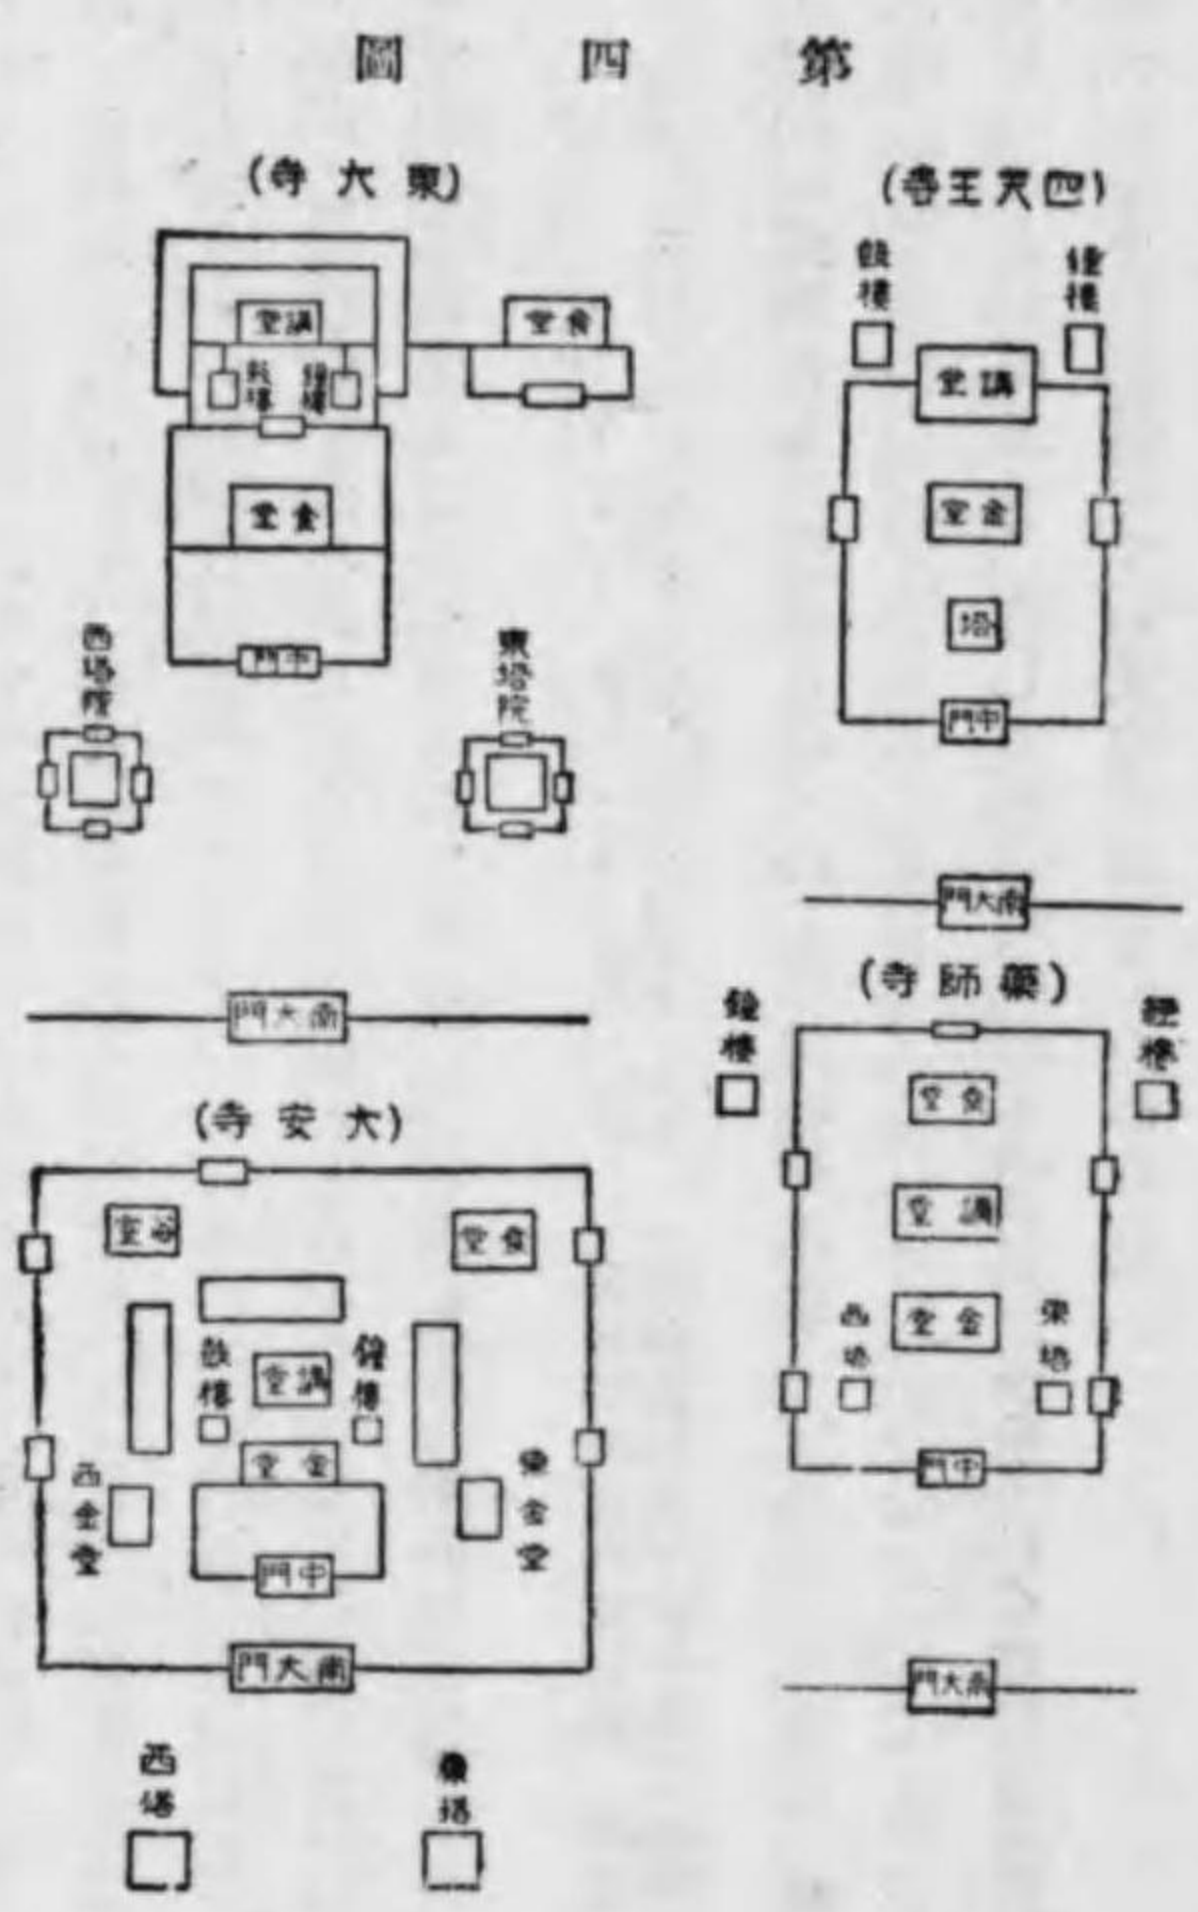 第四圖
(四天王寺)
鼓樓
鐘樓
講堂
金堂
塔
中門
南大門
(東大寺)
講堂
食堂
鼓樓
鐘樓
金堂
中門
西塔院
東塔院
南大門
(藥師寺)
鐘樓
經樓
食堂
講堂
金堂
西塔
東塔
中門
南大門
(大安寺)
食堂
鼓樓
鐘樓
講堂
金堂
西金堂
東金堂
中門
南大門
西塔
東塔